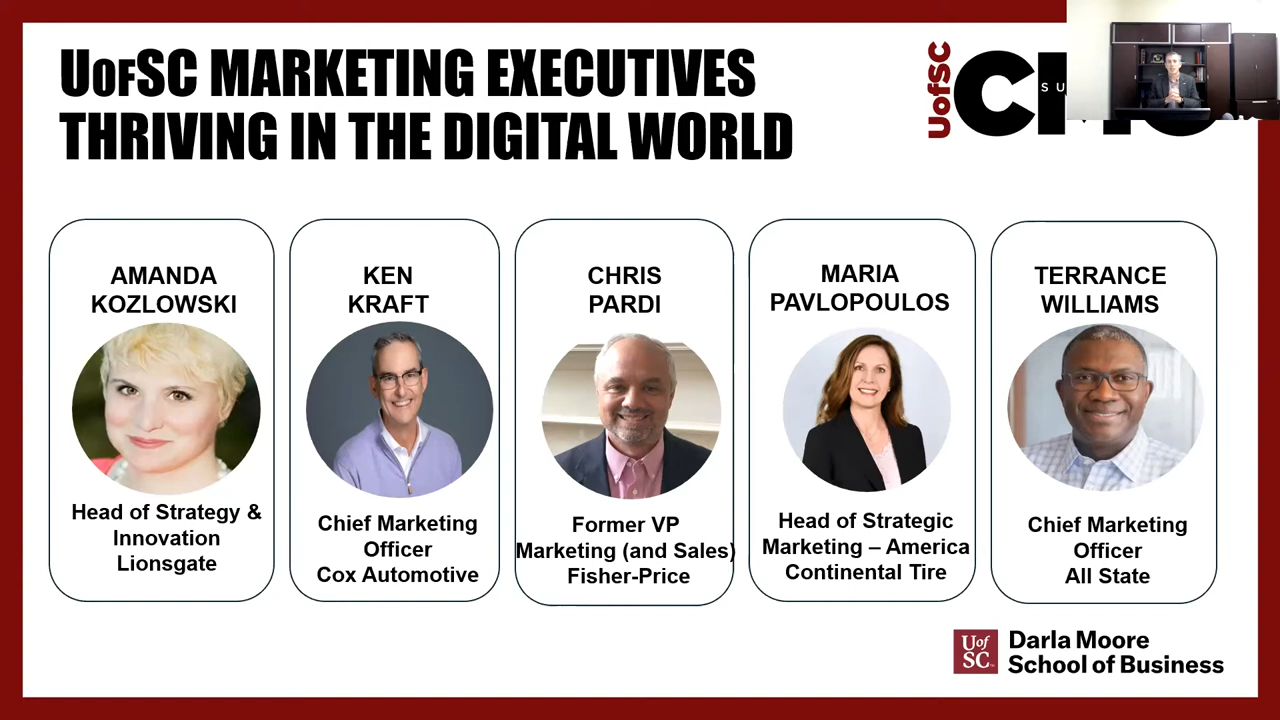 UOFSC MARKETING EXECUTIVES
THRIVING IN THE DIGITAL WORLD
UofSC
AMANDA
KOZLOWSKI
Head of Strategy &
Innovation
Lionsgate
KEN
KRAFT
Chief Marketing
Officer
Cox Automotive
CHRIS
PARDI
Former VP
Marketing (and Sales)
Fisher-Price
MARIA
PAVLOPOULOS
Head of Strategic
Marketing – America
Continental Tire
TERRANCE
WILLIAMS
Chief Marketing
Officer
All State
Uof
SC
Darla Moore
School of Business